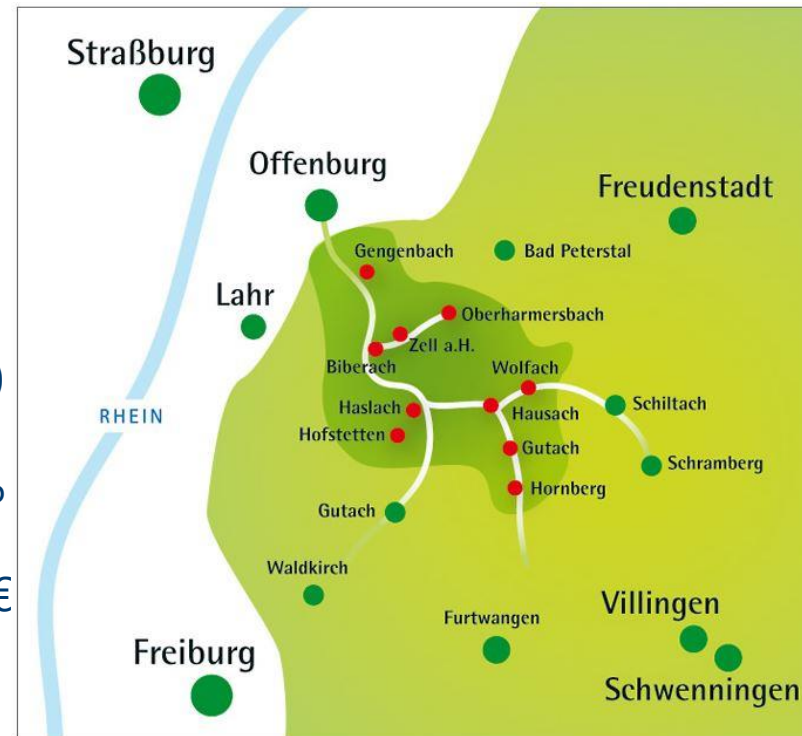 Straßburg
Offenburg
Freudenstadt
Gengenbach
Bad Peterstal
Lahr
Oberharmersbach
Zell a.H.
Biberach
Wolfach
RHEIN
Haslach
Hausach
Schiltach
Hofstetten
Gutach
Schramberg
Hornberg
Gutach
Waldkirch
Furtwangen
Villingen
Freiburg
Schwenningen
)
€